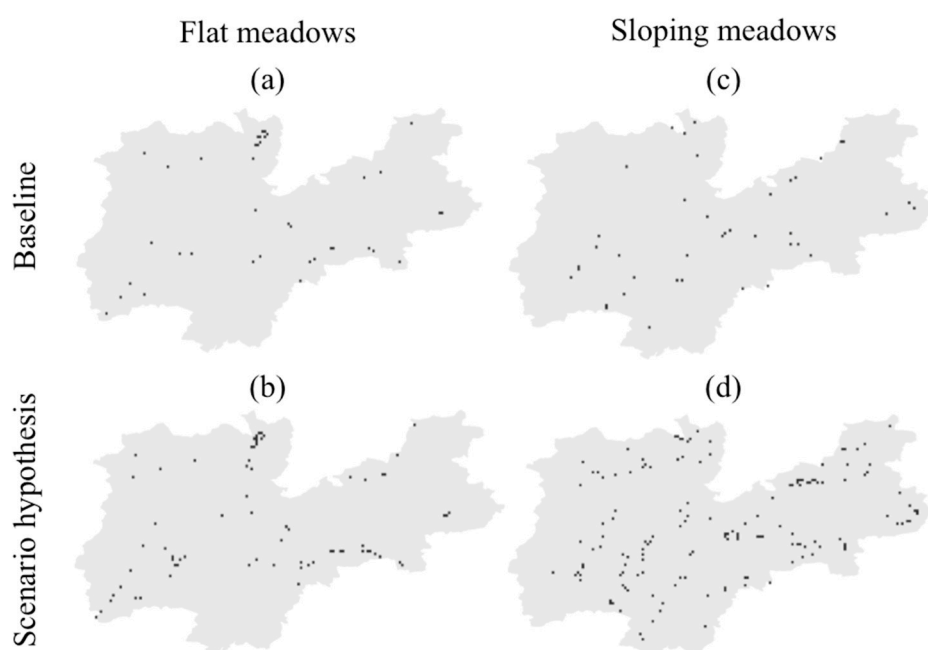 Flat meadows
Sloping meadows
(a)
(c)
Baseline
(b)
(d)
Scenario hypothesis